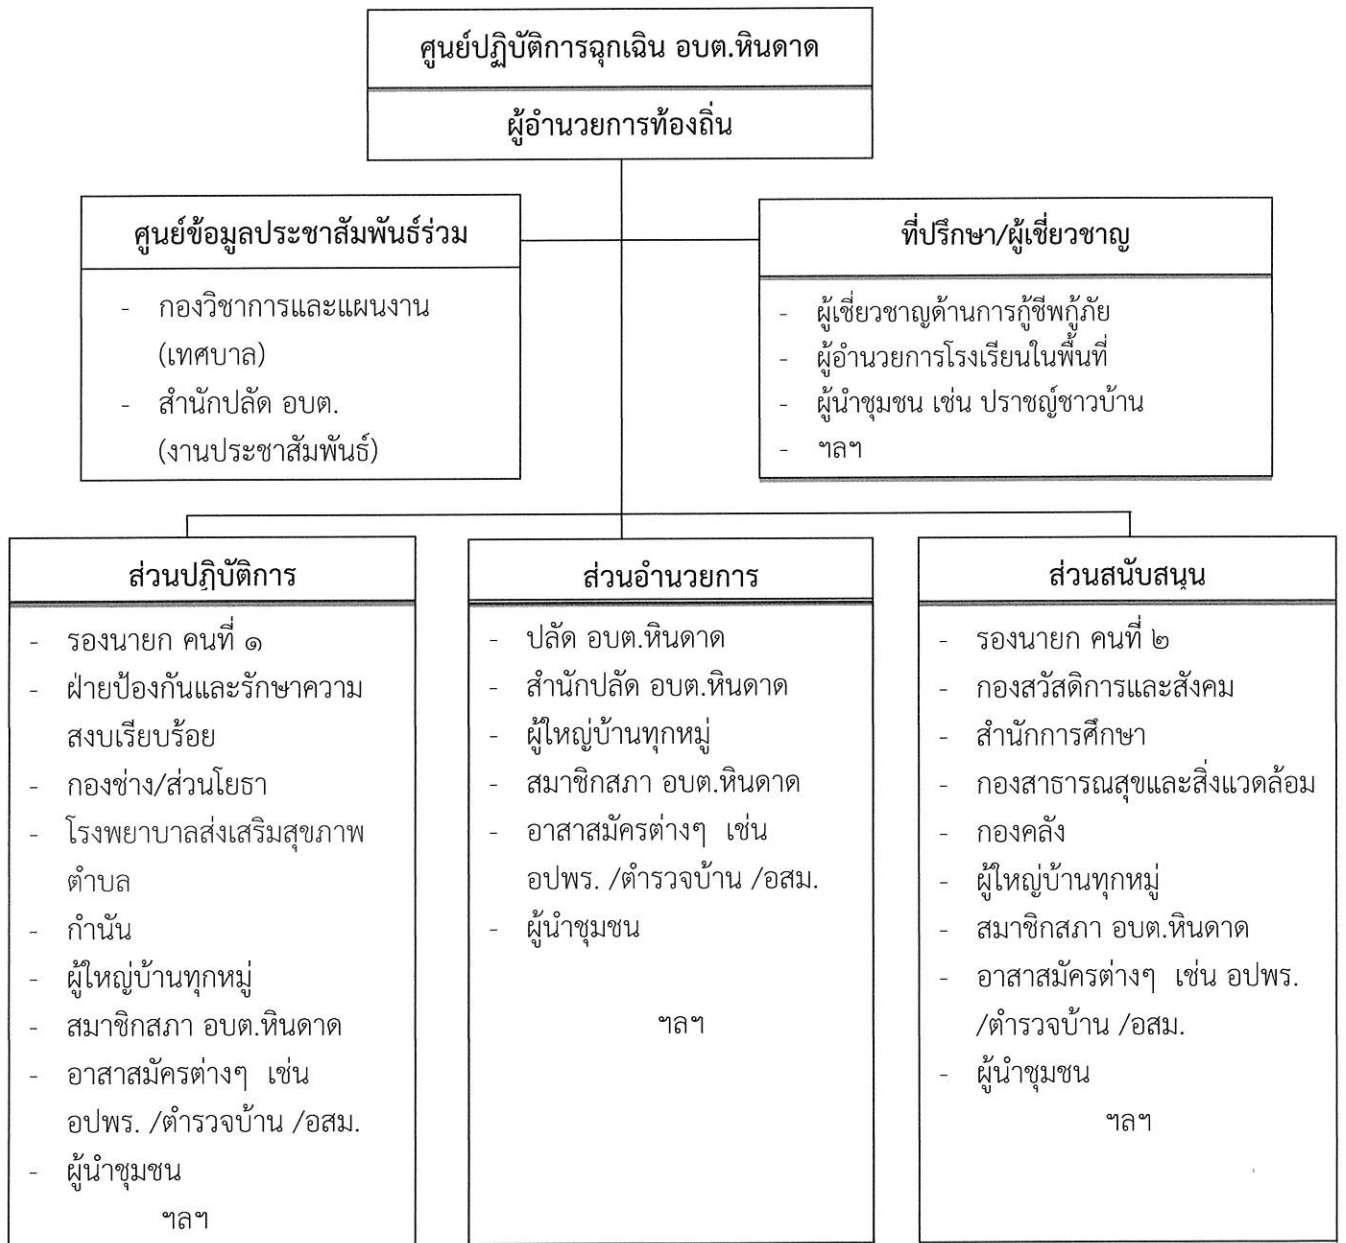 ศูนย์ปฏิบัติการฉุกเฉิน อบต.หินดาด
ผู้อำนวยการท้องถิ่น
ศูนย์ข้อมูลประชาสัมพันธ์ร่วม
- กองวิชาการและแผนงาน
(เทศบาล)
- สำนักปลัด อบต.
(งานประชาสัมพันธ์)
ที่ปรึกษา/ผู้เชี่ยวชาญ
- ผู้เชี่ยวชาญด้านการกู้ชีพกู้ภัย
- ผู้อำนวยการโรงเรียนในพื้นที่
- ผู้นำชุมชน เช่น ปราชญ์ชาวบ้าน
- ฯลฯ
ส่วนปฏิบัติการ
- รองนายก คนที่ ๑
- ฝ่ายป้องกันและรักษาความ
สงบเรียบร้อย
- กองช่าง/ส่วนโยธา
- โรงพยาบาลส่งเสริมสุขภาพ
ตำบล
- กำนัน
- ผู้ใหญ่บ้านทุกหมู่
- สมาชิกสภา อบต.หินดาด
- อาสาสมัครต่างๆ เช่น
อปพร. /ตำรวจบ้าน /อสม.
- ผู้นำชุมชน
ฯลฯ
ส่วนอำนวยการ
- ปลัด อบต.หินดาด
- สำนักปลัด อบต.หินดาด
- ผู้ใหญ่บ้านทุกหมู่
- สมาชิกสภา อบต.หินดาด
- อาสาสมัครต่างๆ เช่น
อปพร. /ตำรวจบ้าน /อสม.
- ผู้นำชุมชน
ฯลฯ
ส่วนสนับสนุน
- รองนายก คนที่ ๒
- กองสวัสดิการและสังคม
- สำนักการศึกษา
- กองสาธารณสุขและสิ่งแวดล้อม
- กองคลัง
- ผู้ใหญ่บ้านทุกหมู่
- สมาชิกสภา อบต.หินดาด
- อาสาสมัครต่างๆ เช่น อปพร.
/ตำรวจบ้าน /อสม.
- ผู้นำชุมชน
ฯลฯ